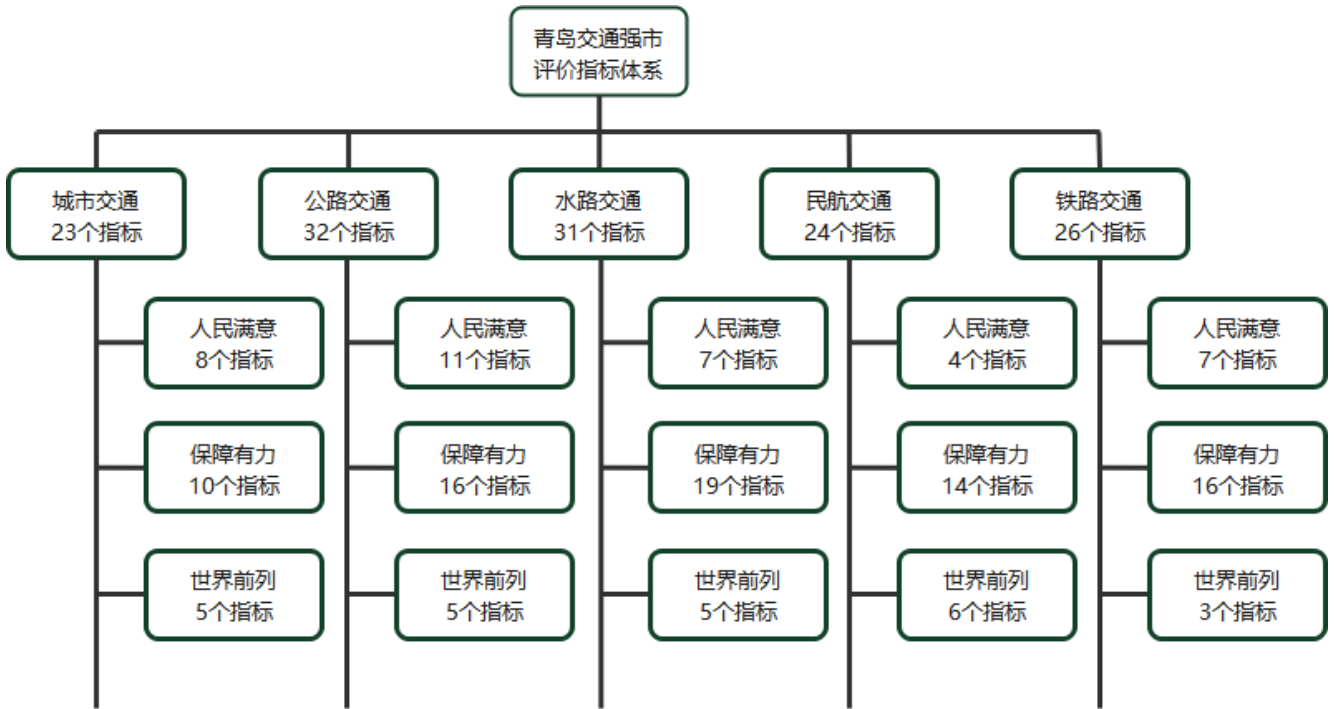 青岛交通强市
评价指标体系
城市交通
23个指标
公路交通
32个指标
水路交通
31个指标
民航交通
24个指标
铁路交通
26个指标
人民满意
8个指标
人民满意
11个指标
人民满意
7个指标
人民满意
4个指标
人民满意
7个指标
保障有力
10个指标
保障有力
16个指标
保障有力
19个指标
保障有力
14个指标
保障有力
16个指标
世界前列
5个指标
世界前列
5个指标
世界前列
5个指标
世界前列
6个指标
世界前列
3个指标